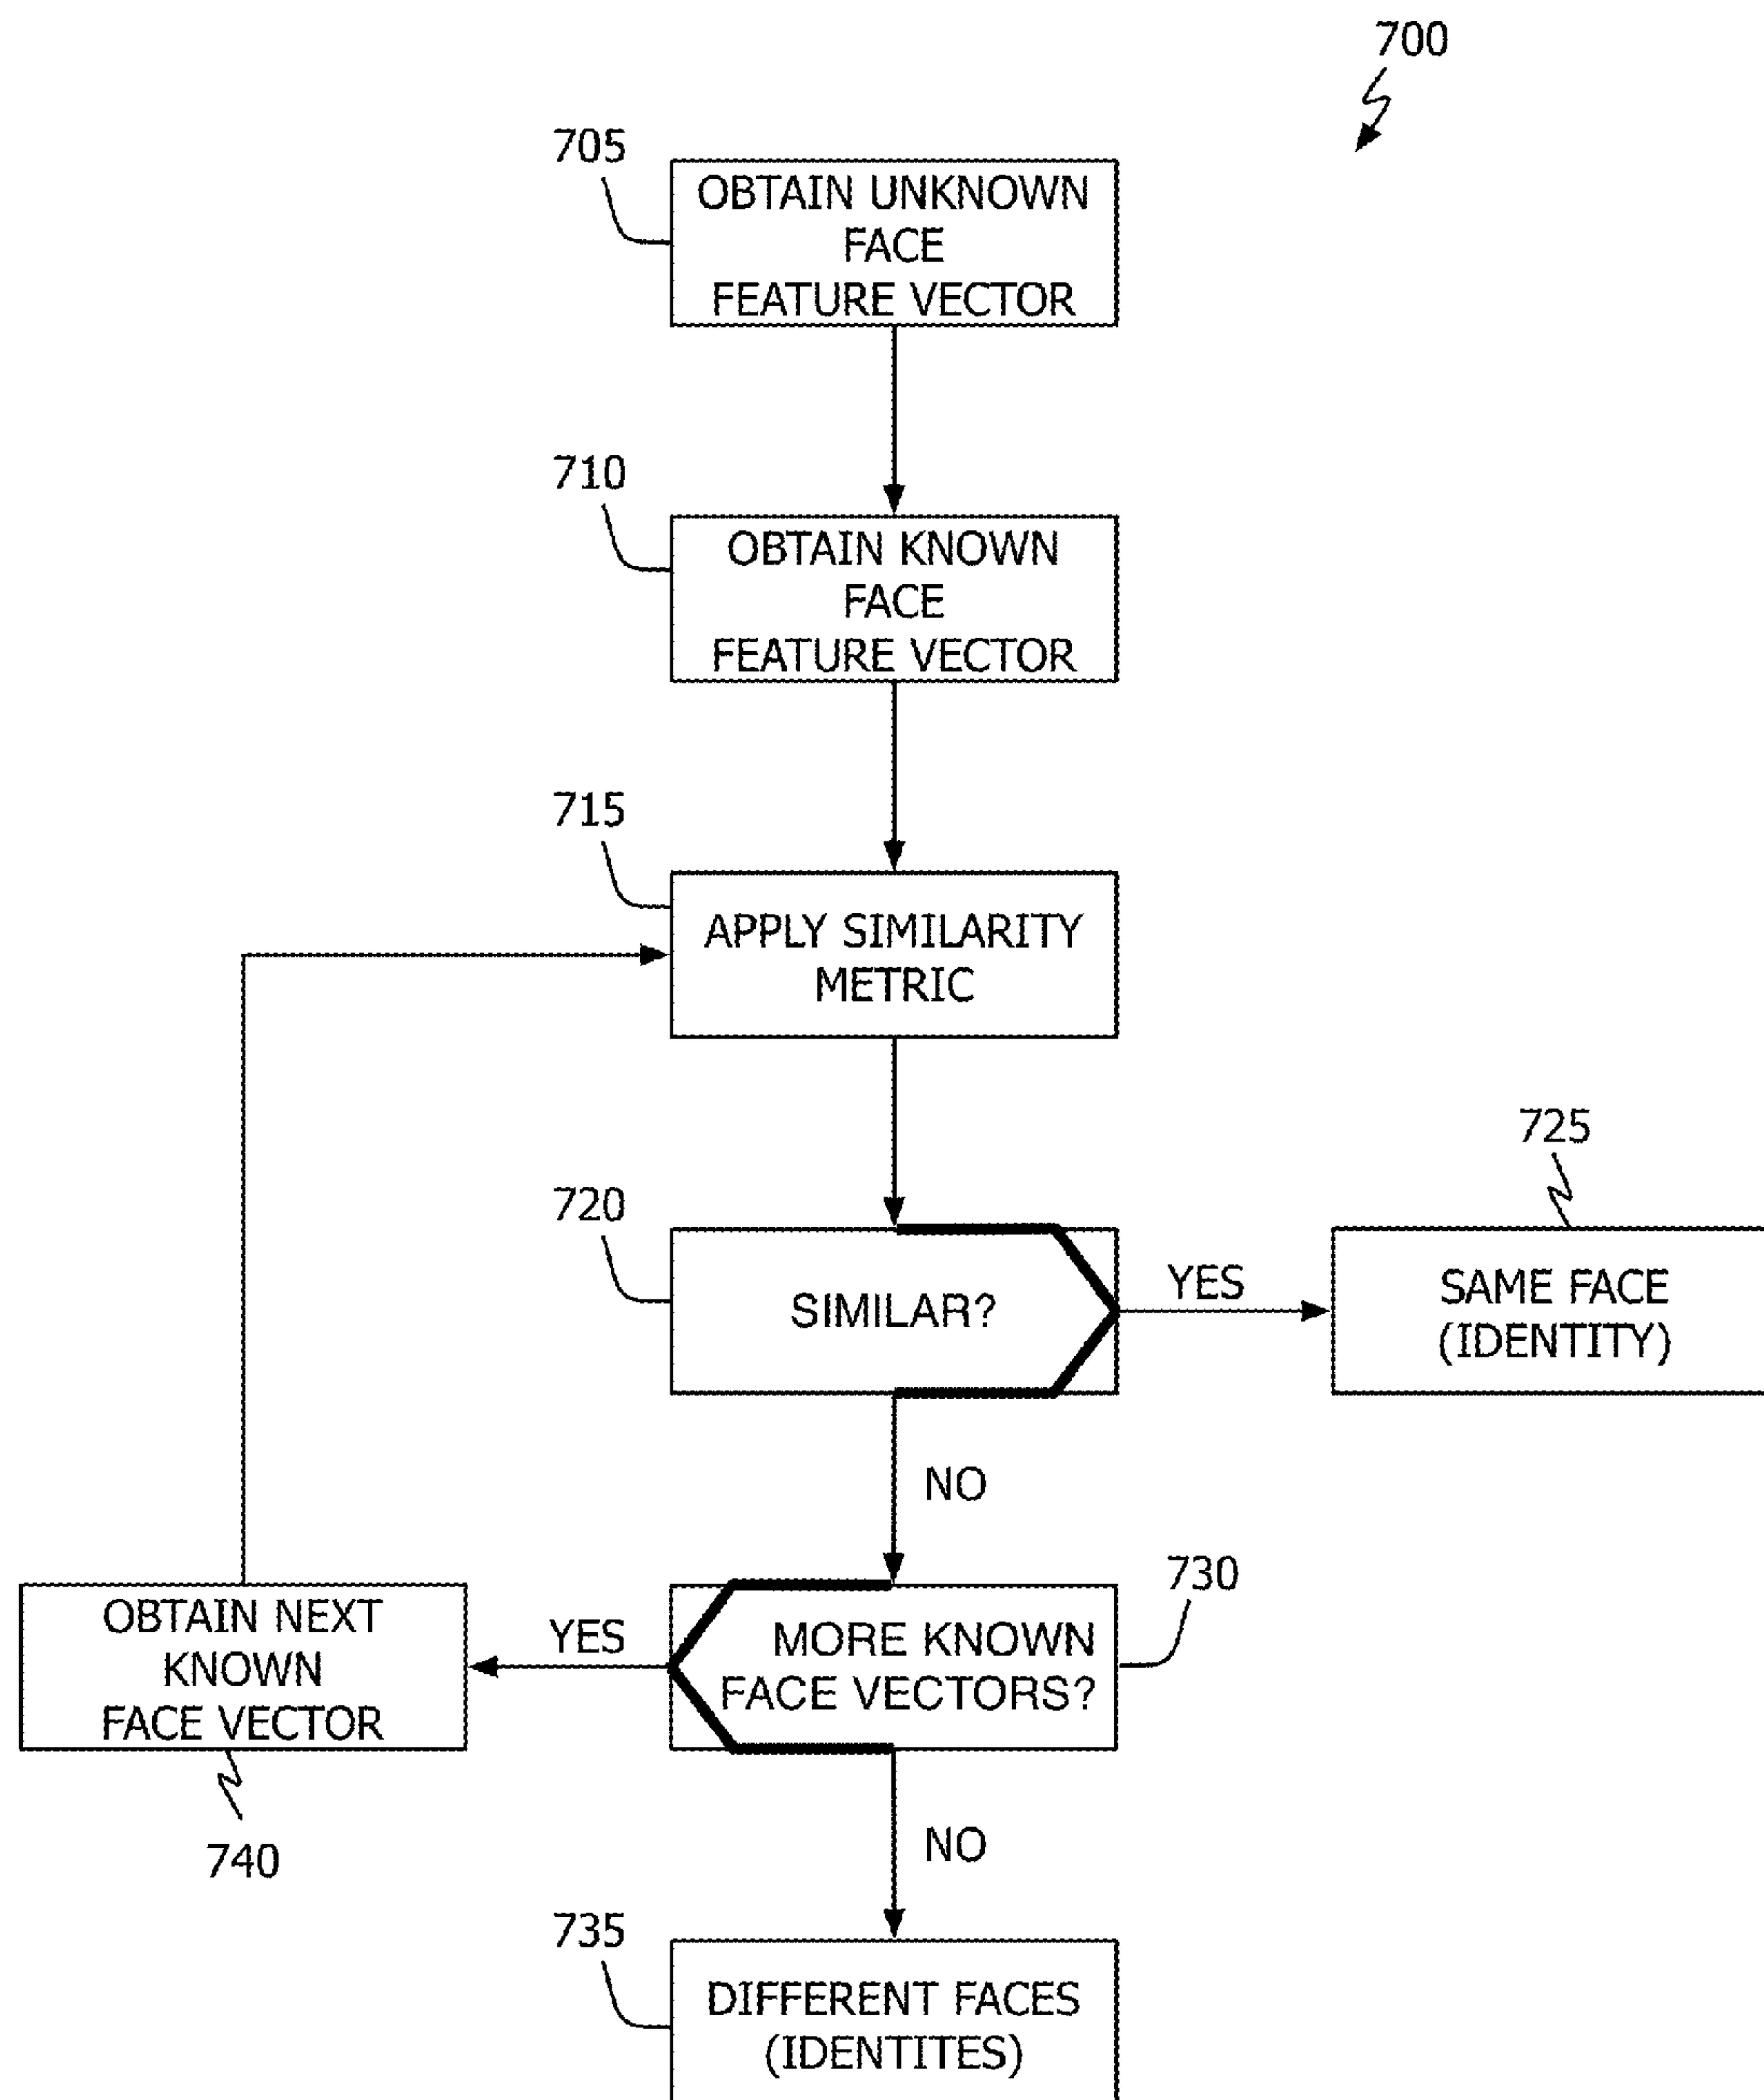 700
705
OBTAIN UNKNOWN
FACE
FEATURE VECTOR
710
OBTAIN KNOWN
FACE
FEATURE VECTOR
715
APPLY SIMILARITY
METRIC
720
SIMILAR?
YES
725
SAME FACE
(IDENTITY)
NO
730
MORE KNOWN
FACE VECTORS?
YES
OBTAIN NEXT
KNOWN
FACE VECTOR
740
NO
735
DIFFERENT FACES
(IDENTITES)